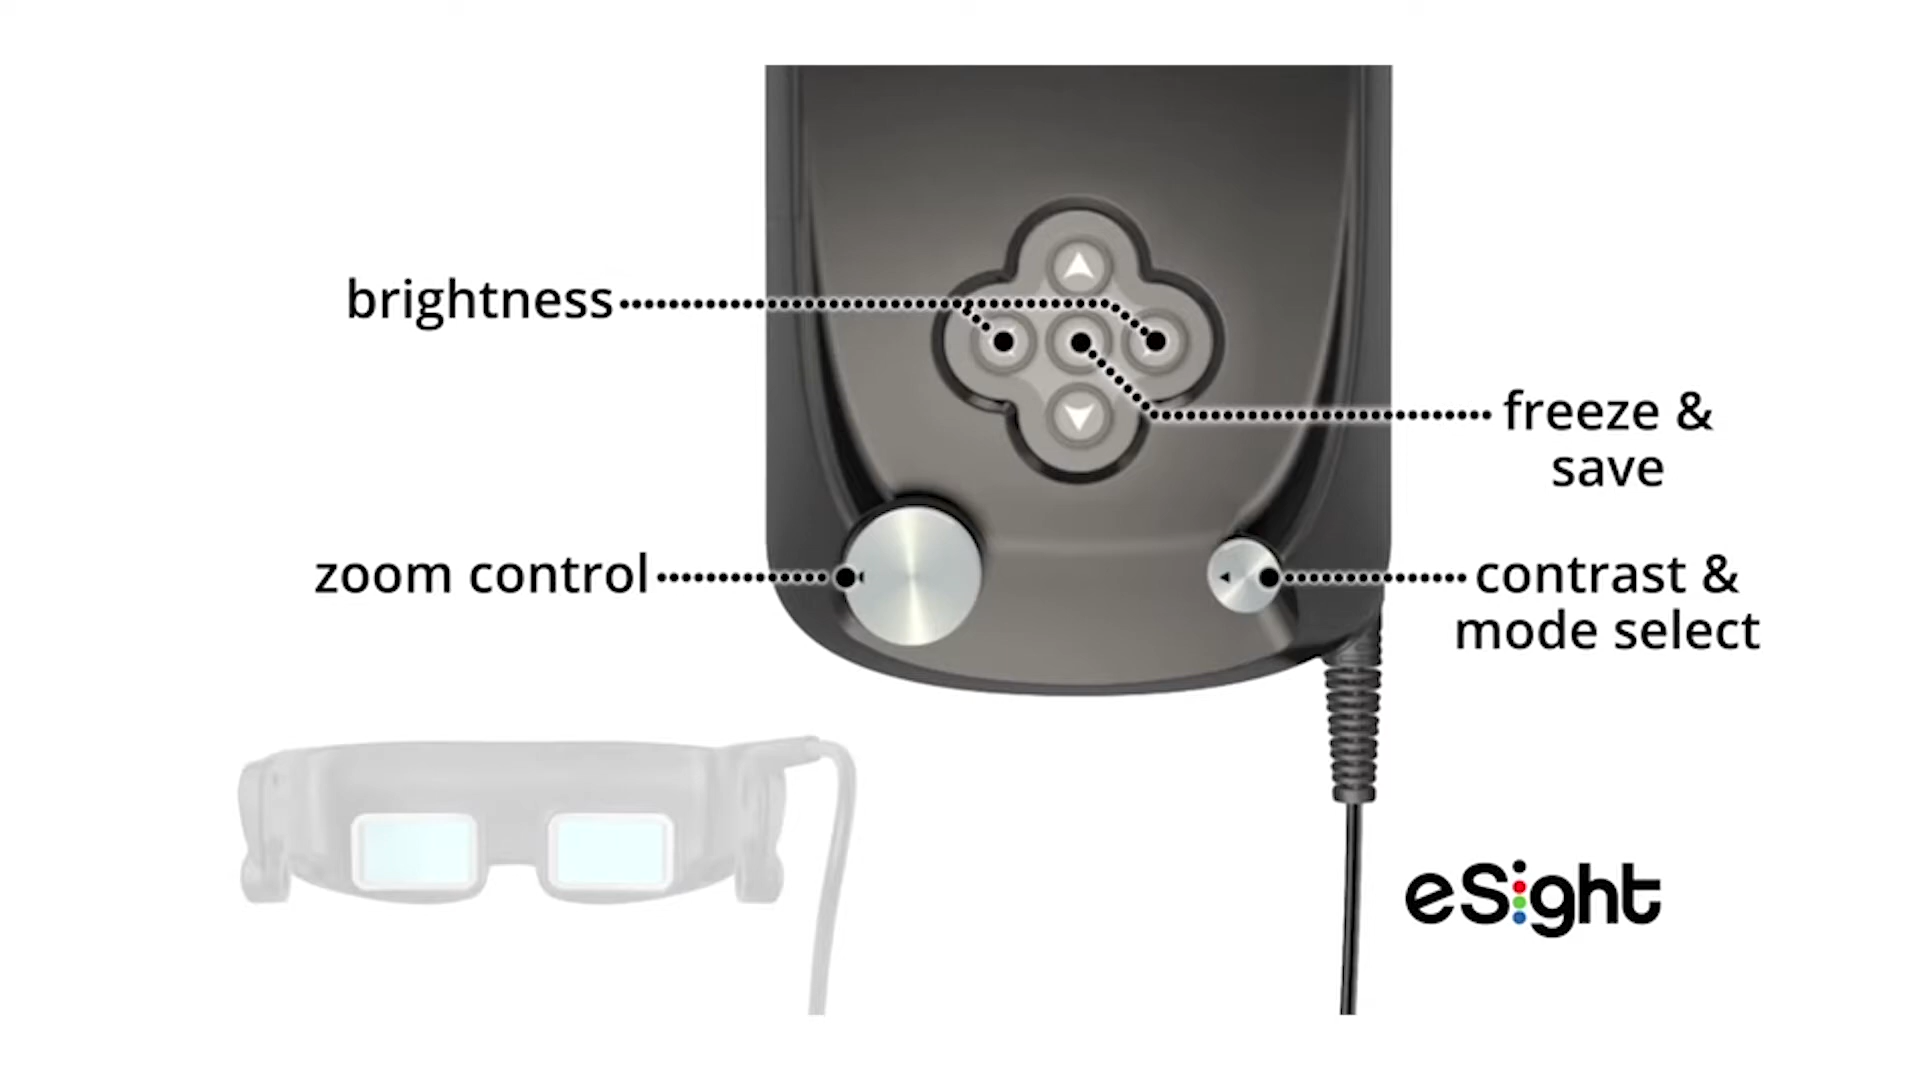 brightness
freeze &
save
zoom control
contrast &
mode select
eSight